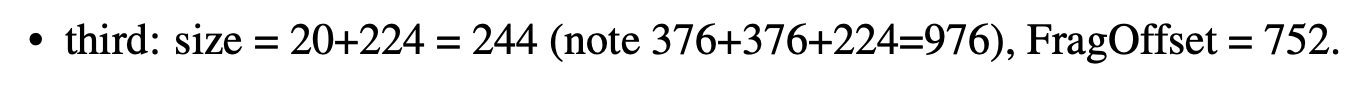 • third: size = 20+224 = 244 (note 376+376+224=976), FragOffset = 752.